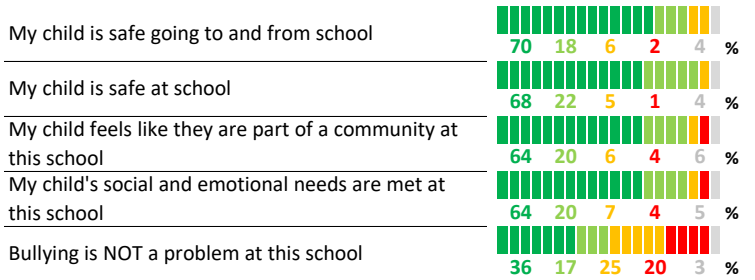 My child is safe going to and from school
70 18 6 2 4 %
My child is safe at school
68 22 5 1 4 %
My child feels like they are part of a community at
this school
64 20 6 4 6 %
My child's social and emotional needs are met at
this school
64 20 7 4 5 %
Bullying is NOT a problem at this school
36 17 25 20 3 %